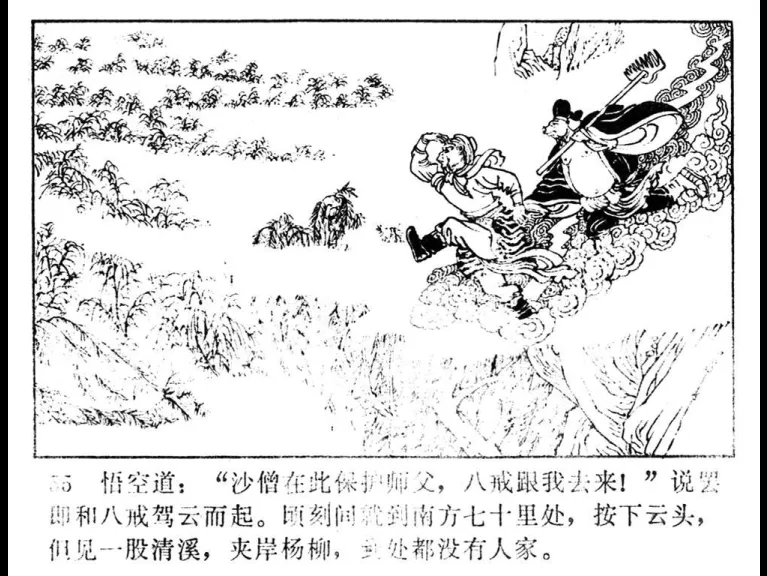 55 悟空道：“沙僧在此保护师父，八戒跟我去来！”说罢
即和八戒驾云而起。顷刻间就到南方七十里处，按下云头，
但见一股清溪，夹岸杨柳，到处都没有人家。